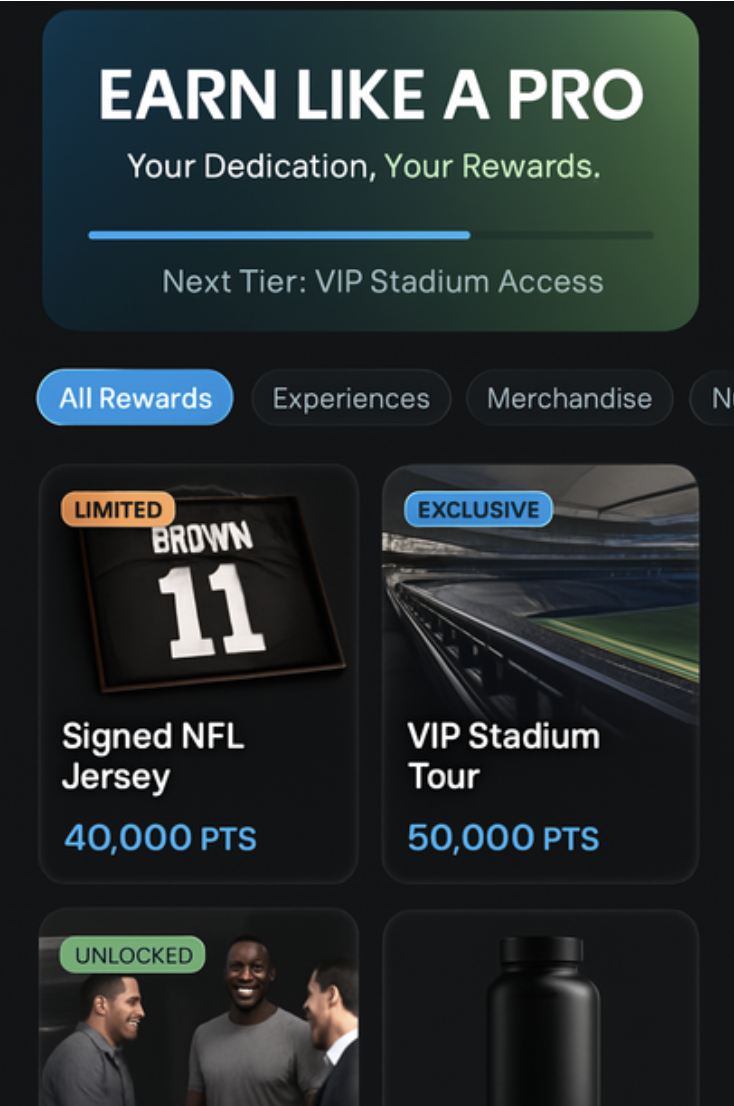 EARN LIKE A PRO
Your Dedication, Your Rewards.
Next Tier: VIP Stadium Access
All Rewards
Experiences
Merchandise
LIMITED
BROWN
11
Signed NFL
Jersey
40,000 PTS
EXCLUSIVE
VIP Stadium
Tour
50,000 PTS
UNLOCKED